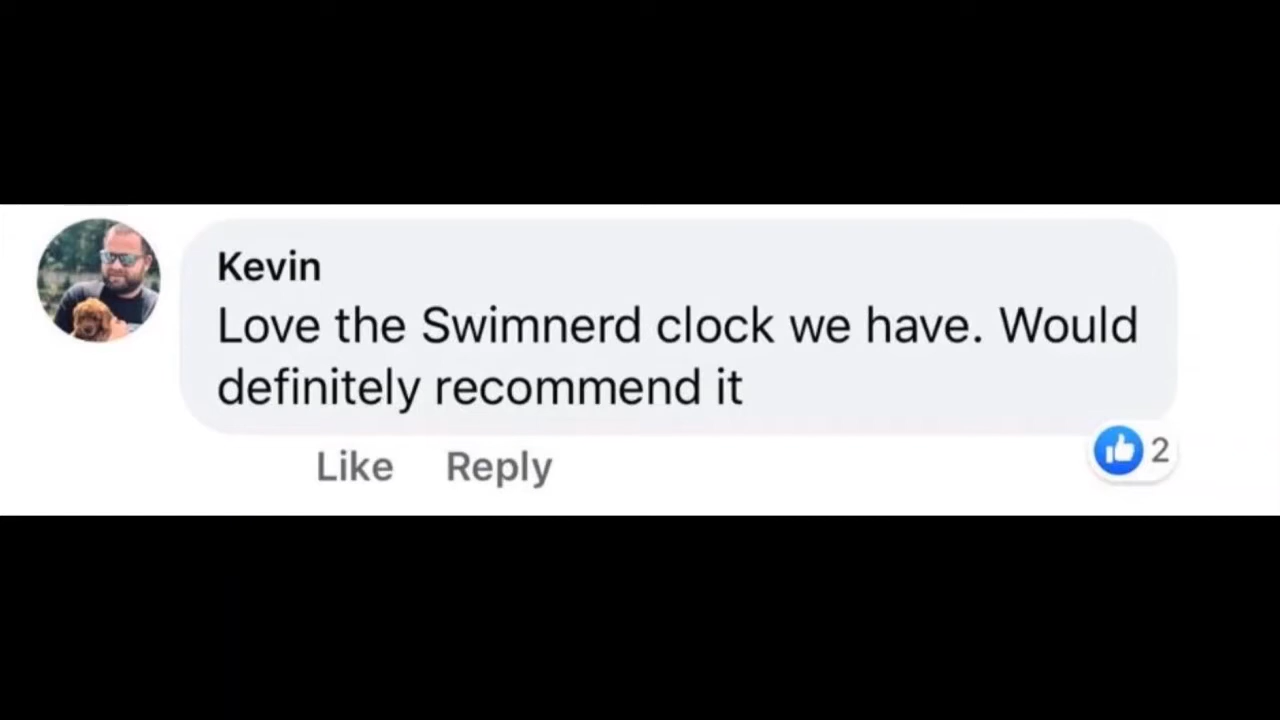 Kevin
Love the Swimnerd clock we have. Would
definitely recommend it
Like Reply
2